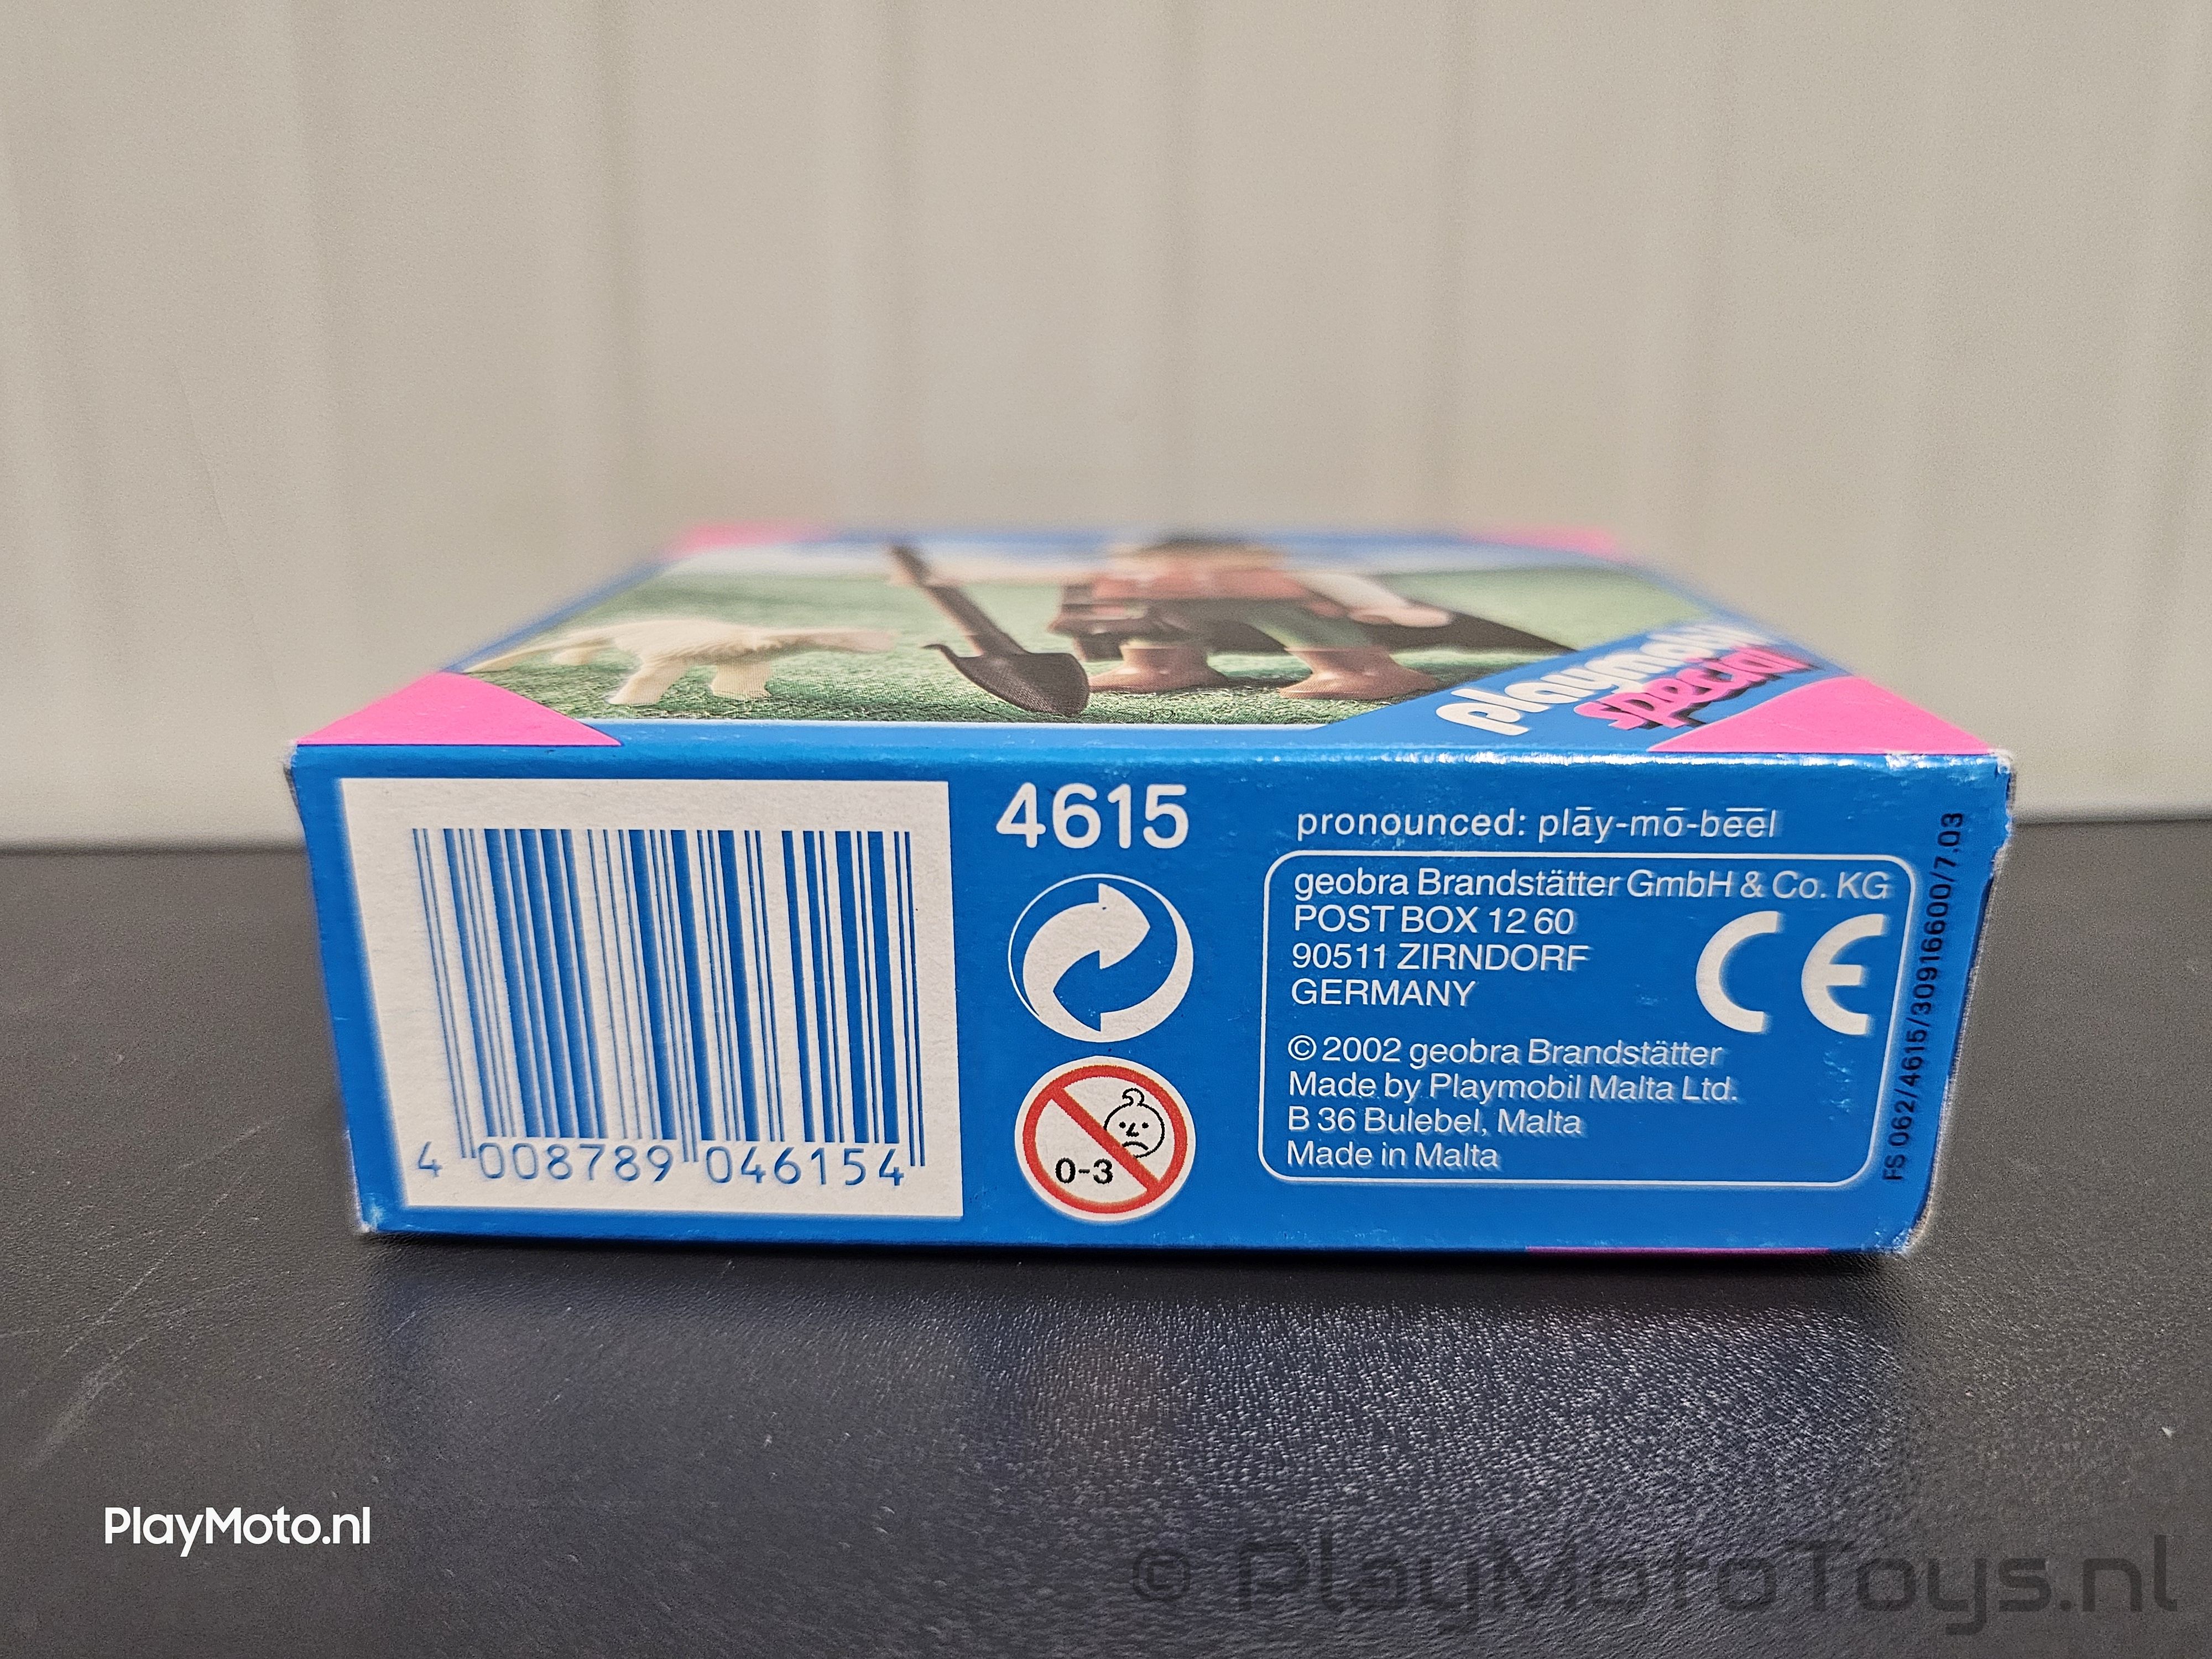 playmobil
special
4615
pronounced: plāy-mō-bēēl
geobra Brandstätter GmbH & Co. KG
POST BOX 12 60
90511 ZIRNDORF
GERMANY
CE
© 2002 geobra Brandstätter
Made by Playmobil Malta Ltd.
B 36 Bulebel, Malta
Made in Malta
FS 062/4615/30916600/7,03
0-3
4 008789 046154
PlayMoto.nl
© PlayMotoToys.nl